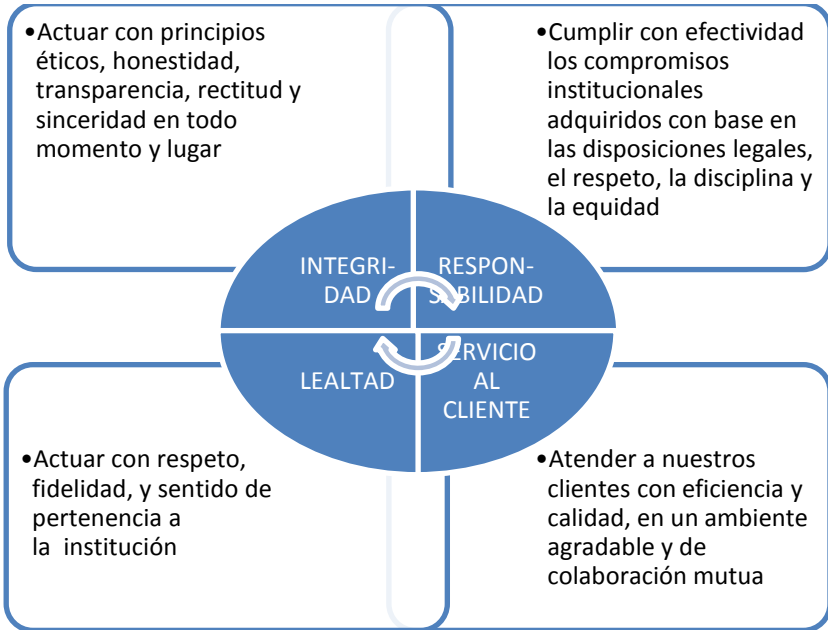 •Actuar con principios
éticos, honestidad,
transparencia, rectitud y
sinceridad en todo
momento y lugar
•Cumplir con efectividad
los compromisos
institucionales
adquiridos con base en
las disposiciones legales,
el respeto, la disciplina y
la equidad
INTEGRI-
DAD
RESPON-
SABILIDAD
LEALTAD
SERVICIO
AL
CLIENTE
•Actuar con respeto,
fidelidad, y sentido de
pertenencia a
la institución
•Atender a nuestros
clientes con eficiencia y
calidad, en un ambiente
agradable y de
colaboración mutua